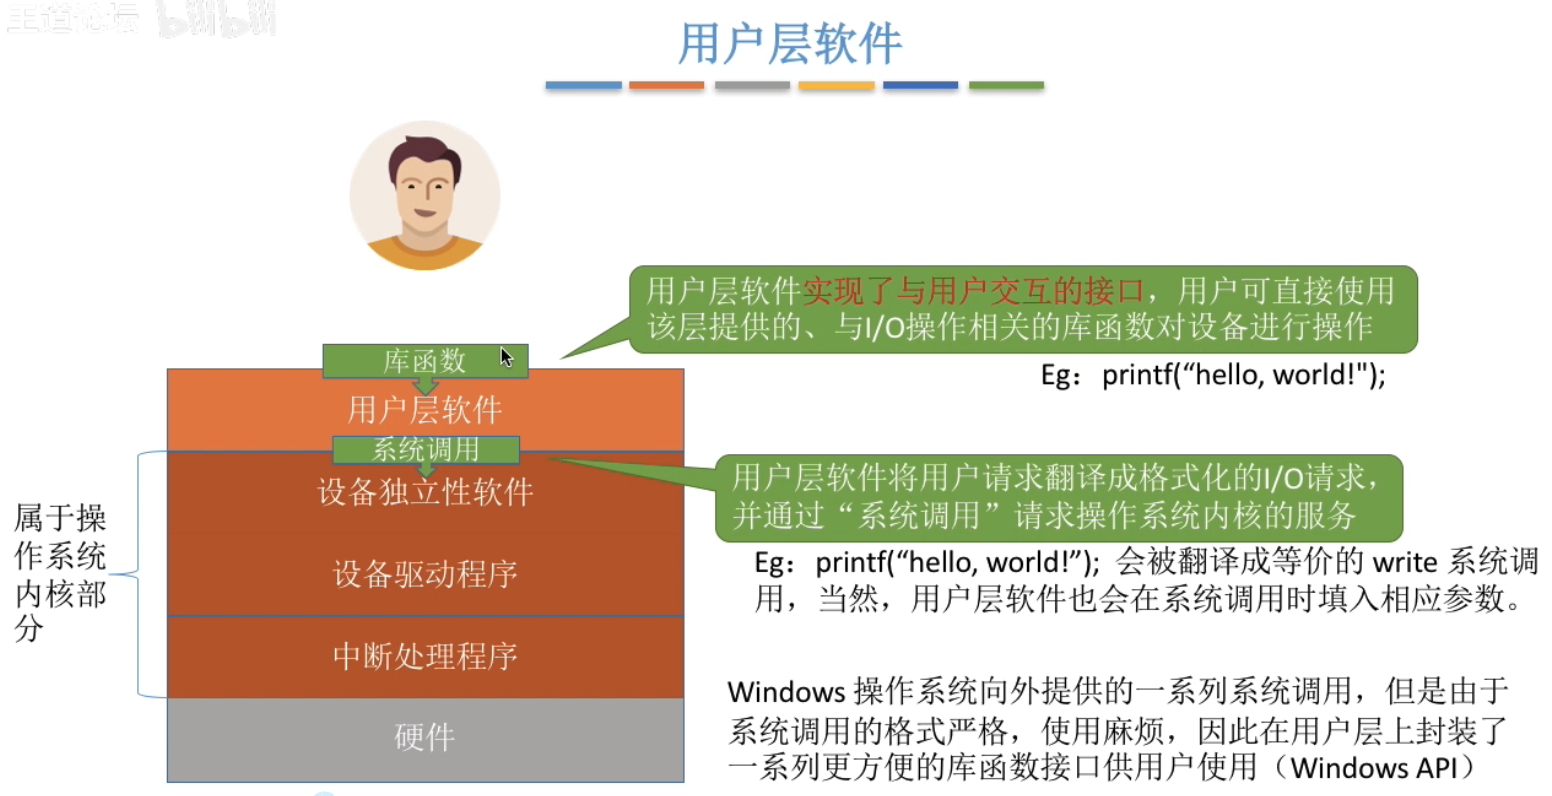 王道论坛 bilibili
用户层软件
用户层软件实现了与用户交互的接口，用户可直接使用
该层提供的、与I/O操作相关的库函数对设备进行操作
Eg：printf(“hello, world!");
库函数
用户层软件
系统调用
设备独立性软件
设备驱动程序
中断处理程序
硬件
属于操
作系统
内核部
分
用户层软件将用户请求翻译成格式化的I/O请求，
并通过“系统调用”请求操作系统内核的服务
Eg：printf(“hello, world!”); 会被翻译成等价的 write 系统调
用，当然，用户层软件也会在系统调用时填入相应参数。
Windows 操作系统向外提供的一系列系统调用，但是由于
系统调用的格式严格，使用麻烦，因此在用户层上封装了
一系列更方便的库函数接口供用户使用（Windows API）